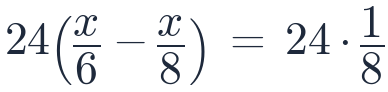 24(x/6 − x/8) = 24 · 1/8